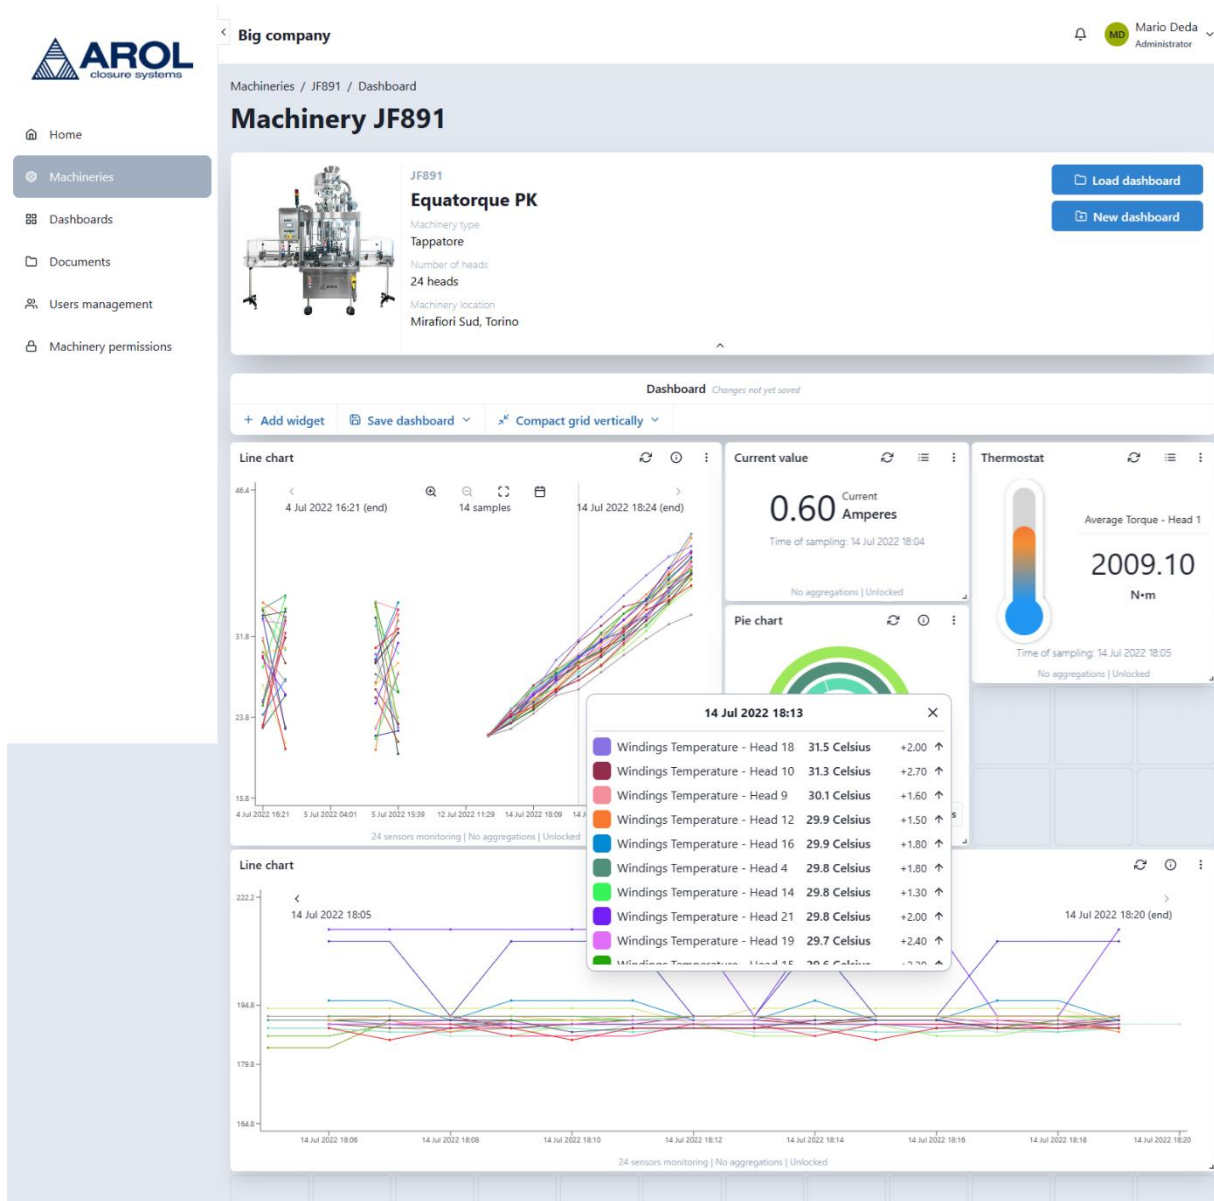 AROL
closure systems
Home
Machineries
Dashboards
Documents
Users management
Machinery permissions
Big company
MD
Mario Deda
Administrator
Machineries / JF891 / Dashboard
Machinery JF891
JF891
Equatorque PK
Machinery type
Tappatore
Number of heads
24 heads
Machinery location
Mirafiori Sud, Torino
Load dashboard
New dashboard
Dashboard Changes not yet saved
+ Add widget
Save dashboard
Compact grid vertically
Line chart
46.4
4 Jul 2022 16:21 (end)
14 samples
14 Jul 2022 18:24 (end)
31.8
23.8
15.8
4 Jul 2022 16:21
5 Jul 2022 04:01
5 Jul 2022 15:39
12 Jul 2022 11:29
14 Jul 2022 18:09
24 sensors monitoring | No aggregations | Unlocked
Current value
0.60
Current
Amperes
Time of sampling: 14 Jul 2022 18:04
No aggregations | Unlocked
Thermostat
Average Torque - Head 1
2009.10
N•m
Time of sampling: 14 Jul 2022 18:05
No aggregations | Unlocked
Pie chart
14 Jul 2022 18:13
Windings Temperature - Head 18 31.5 Celsius +2.00 ↑
Windings Temperature - Head 10 31.3 Celsius +2.70 ↑
Windings Temperature - Head 9 30.1 Celsius +1.60 ↑
Windings Temperature - Head 12 29.9 Celsius +1.50 ↑
Windings Temperature - Head 16 29.9 Celsius +1.80 ↑
Windings Temperature - Head 4 29.8 Celsius +1.80 ↑
Windings Temperature - Head 14 29.8 Celsius +1.30 ↑
Windings Temperature - Head 21 29.8 Celsius +2.00 ↑
Windings Temperature - Head 19 29.7 Celsius +2.40 ↑
Windings Temperature - Head 15 29.6 Celsius
Line chart
222.2
14 Jul 2022 18:05
14 Jul 2022 18:20 (end)
194.8
179.8
164.8
14 Jul 2022 18:06
14 Jul 2022 18:08
14 Jul 2022 18:10
14 Jul 2022 18:12
14 Jul 2022 18:14
14 Jul 2022 18:16
14 Jul 2022 18:18
14 Jul 2022 18:20
24 sensors monitoring | No aggregations | Unlocked